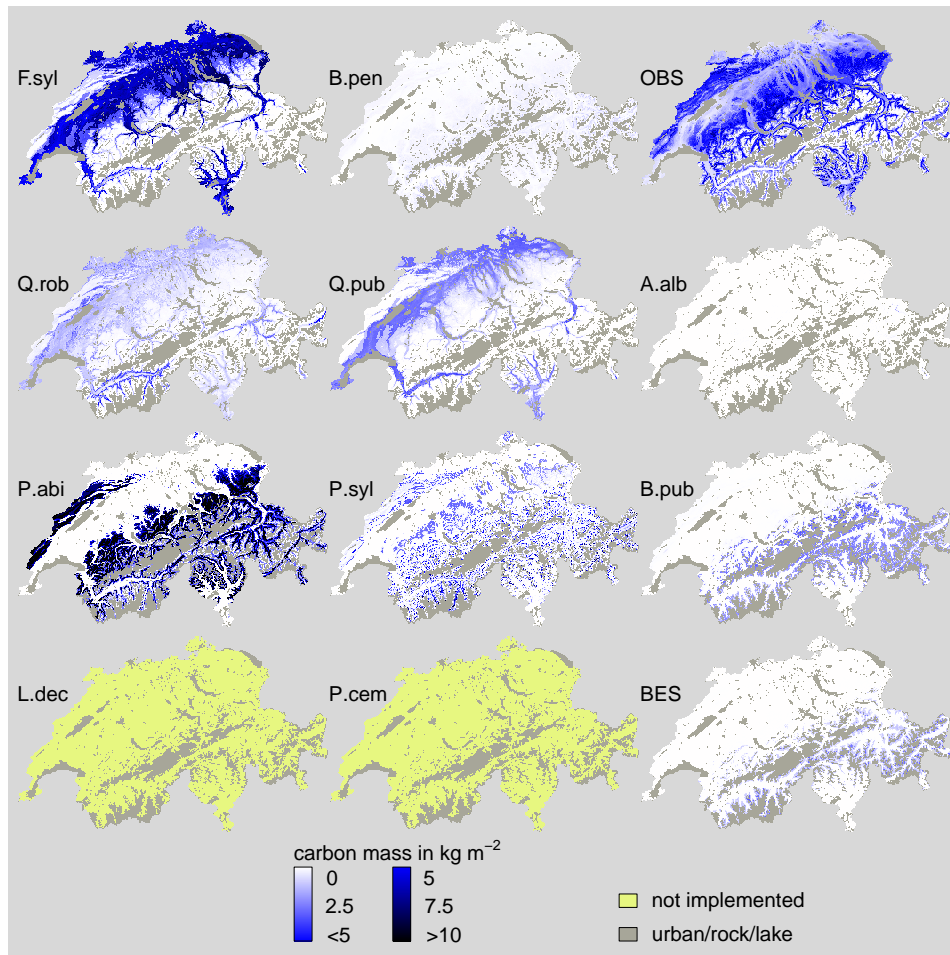 F.syl
B.pen
OBS
Q.rob
Q.pub
A.alb
P.abi
P.syl
B.pub
L.dec
P.cem
BES
carbon mass in kg m⁻²
0 5
2.5 7.5
<5 >10
not implemented
urban/rock/lake